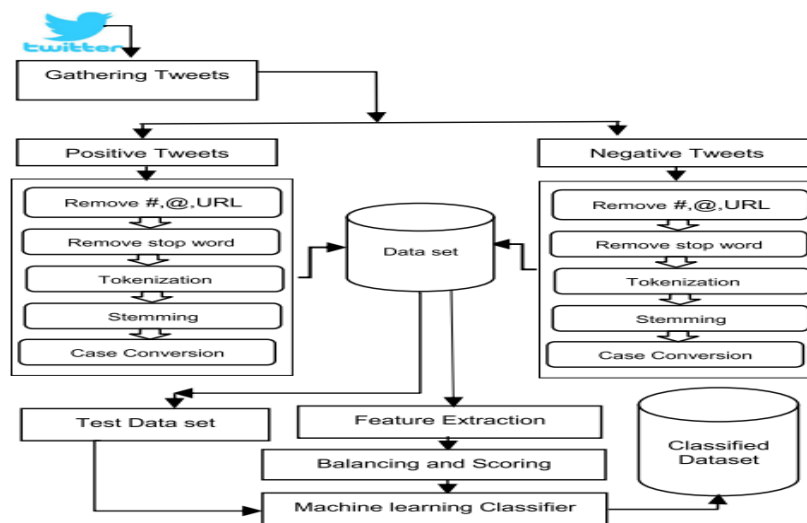 twitter
Gathering Tweets
Positive Tweets
Negative Tweets
Remove #,@,URL
Remove stop word
Tokenization
Stemming
Case Conversion
Data set
Remove #,@,URL
Remove stop word
Tokenization
Stemming
Case Conversion
Test Data set
Feature Extraction
Balancing and Scoring
Machine learning Classifier
Classified
Dataset